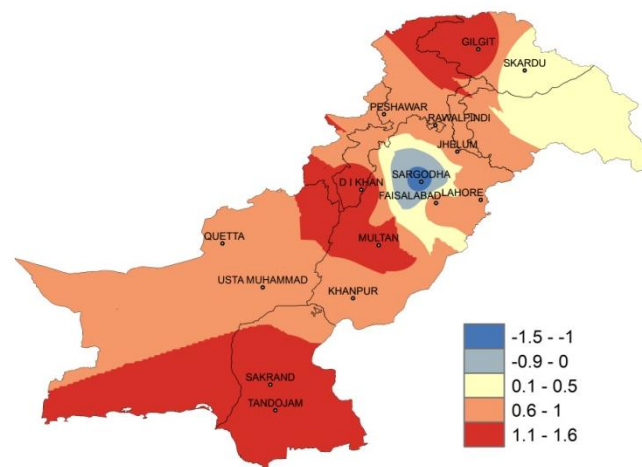 GILGIT
SKARDU
PESHAWAR
RAWALPINDI
JHELUM
SARGODHA
D I KHAN
FAISALABAD
LAHORE
QUETTA
MULTAN
USTA MUHAMMAD
KHANPUR
SAKRAND
TANDOJAM
-1.5 - -1
-0.9 - 0
0.1 - 0.5
0.6 - 1
1.1 - 1.6